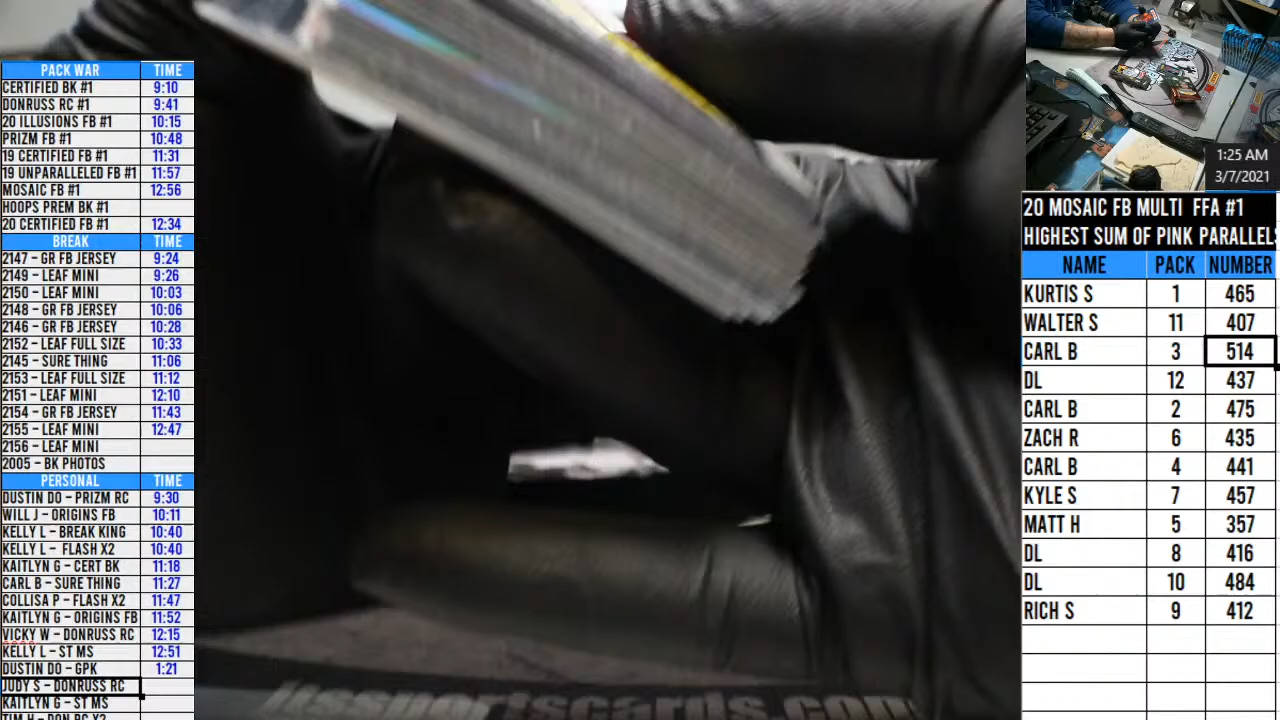 PACK WAR TIME
CERTIFIED BK #1 9:10
DONRUSS RC #1 9:41
20 ILLUSIONS FB #1 10:15
PRIZM FB #1 10:48
19 CERTIFIED FB #1 11:31
19 UNPARALLELED FB #1 11:57
MOSAIC FB #1 12:56
HOOPS PREM BK #1
20 CERTIFIED FB #1 12:34
BREAK TIME
2147 - GR FB JERSEY 9:24
2149 - LEAF MINI 9:26
2150 - LEAF MINI 10:03
2148 - GR FB JERSEY 10:06
2146 - GR FB JERSEY 10:28
2152 - LEAF FULL SIZE 10:33
2145 - SURE THING 11:06
2153 - LEAF FULL SIZE 11:12
2151 - LEAF MINI 12:10
2154 - GR FB JERSEY 11:43
2155 - LEAF MINI 12:47
2156 - LEAF MINI
2005 - BK PHOTOS
PERSONAL TIME
DUSTIN DO - PRIZM RC 9:30
WILL J - ORIGINS FB 10:11
KELLY L - BREAK KING 10:40
KELLY L - FLASH X2 10:40
KAITLYN G - CERT BK 11:18
CARL B - SURE THING 11:27
COLLISA P - FLASH X2 11:47
KAITLYN G - ORIGINS FB 11:52
VICKY W - DONRUSS RC 12:15
KELLY L - ST MS 12:51
DUSTIN DO - GPK 1:21
JUDY S - DONRUSS RC
KAITLYN G - ST MS
TIM H - DON RC X2
1:25 AM
3/7/2021
20 MOSAIC FB MULTI FFA #1
HIGHEST SUM OF PINK PARALLELS
NAME PACK NUMBER
KURTIS S 1 465
WALTER S 11 407
CARL B 3 514
DL 12 437
CARL B 2 475
ZACH R 6 435
CARL B 4 441
KYLE S 7 457
MATT H 5 357
DL 8 416
DL 10 484
RICH S 9 412